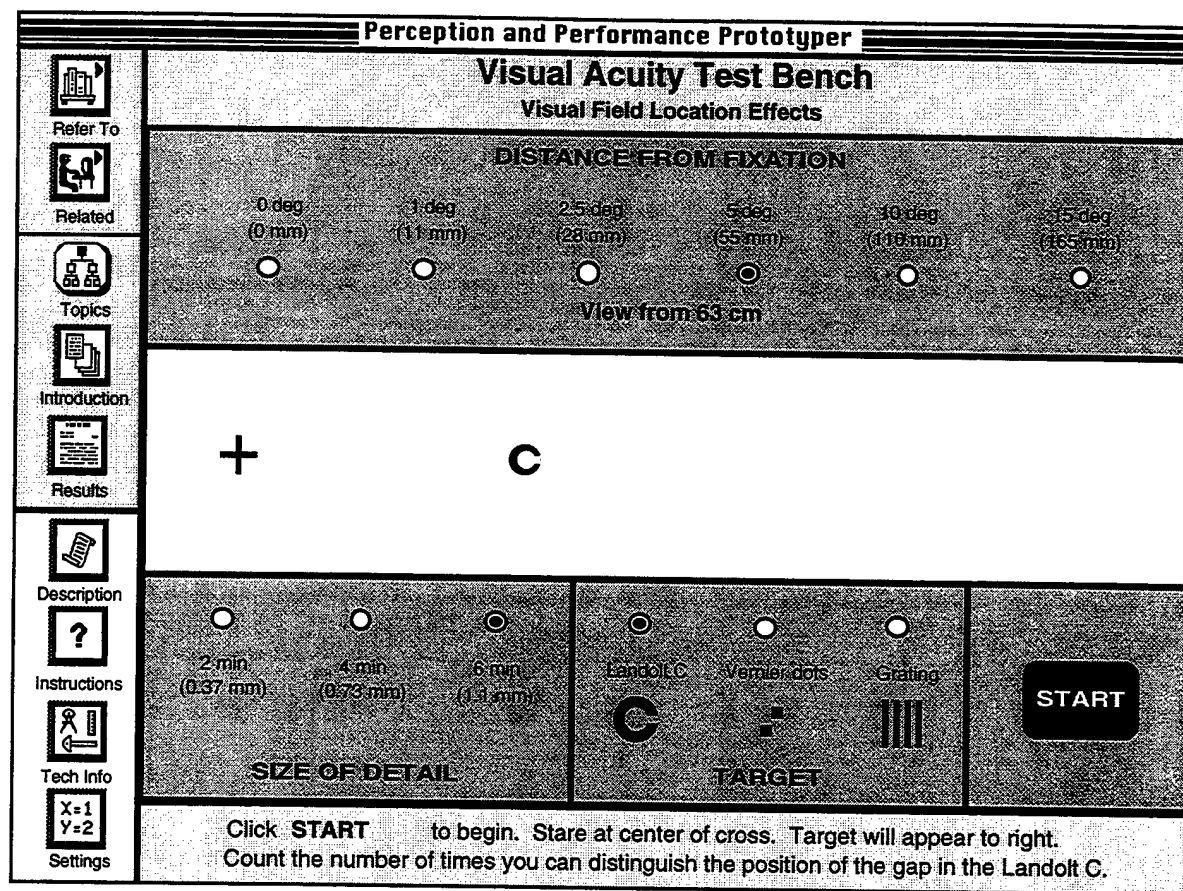 Perception and Performance Prototyper
Refer To
Related
Topics
Introduction
Results
Description
?
Instructions
Tech Info
X=1
Y=2
Settings
Visual Acuity Test Bench
Visual Field Location Effects
DISTANCE FROM FIXATION
0 deg 1 deg 2.5 deg 5 deg 10 deg 15 deg
(0 mm) (11 mm) (28 mm) (55 mm) (110 mm) (165 mm)
View from 63 cm
+ C
2 min 4 min 6 min
(0.37 mm) (0.73 mm) (1.1 mm)
SIZE OF DETAIL
Landolt C Vernier dots Grating
C
TARGET
START
Click START to begin. Stare at center of cross. Target will appear to right.
Count the number of times you can distinguish the position of the gap in the Landolt C.